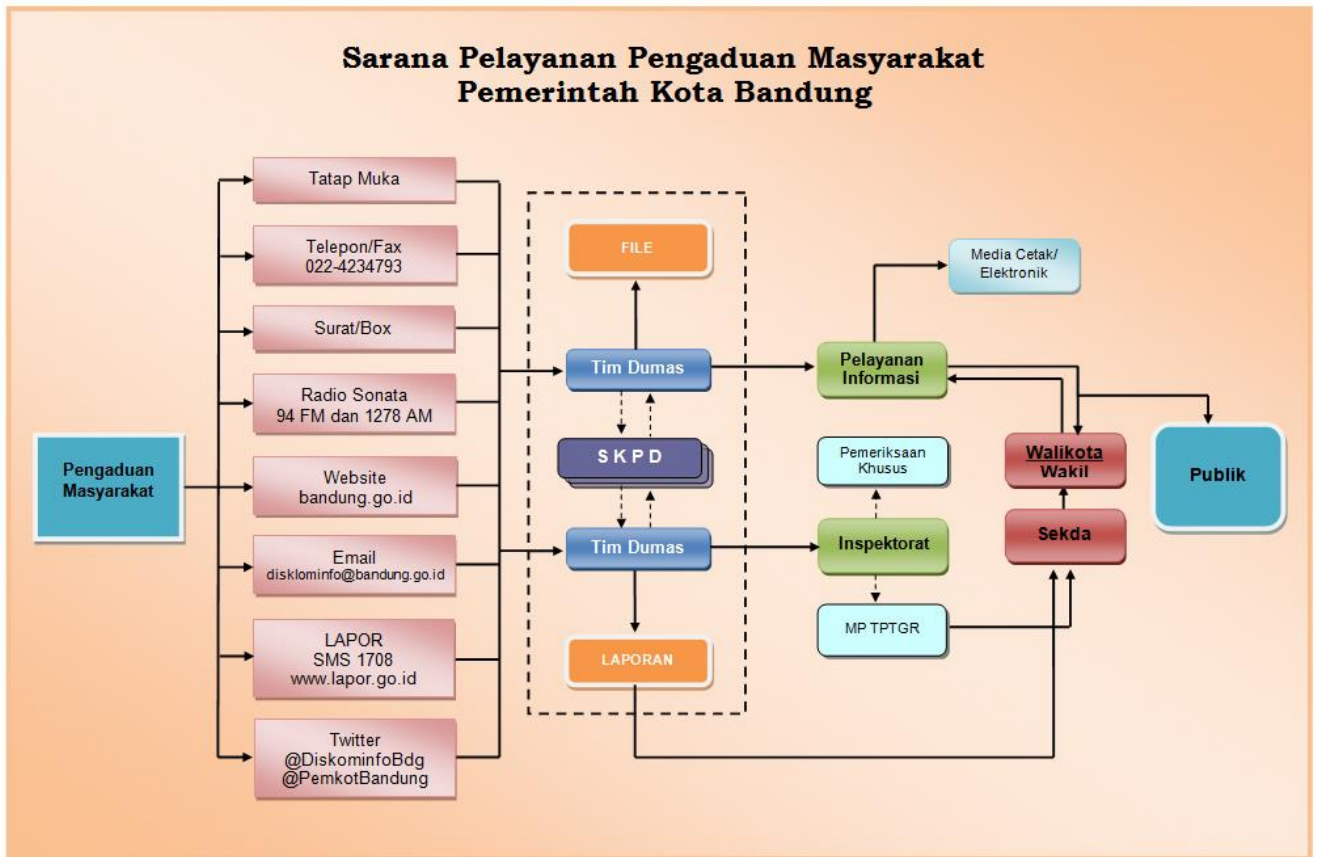 Sarana Pelayanan Pengaduan Masyarakat
Pemerintah Kota Bandung
Pengaduan
Masyarakat
Tatap Muka
Telepon/Fax
022-4234793
Surat/Box
Radio Sonata
94 FM dan 1278 AM
Website
bandung.go.id
Email
disklominfo@bandung.go.id
LAPOR
SMS 1708
www.lapor.go.id
Twitter
@DiskominfoBdg
@PemkotBandung
FILE
Tim Dumas
S K P D
Tim Dumas
LAPORAN
Media Cetak/
Elektronik
Pelayanan
Informasi
Pemeriksaan
Khusus
Inspektorat
MP TPTGR
Walikota
Wakil
Sekda
Publik